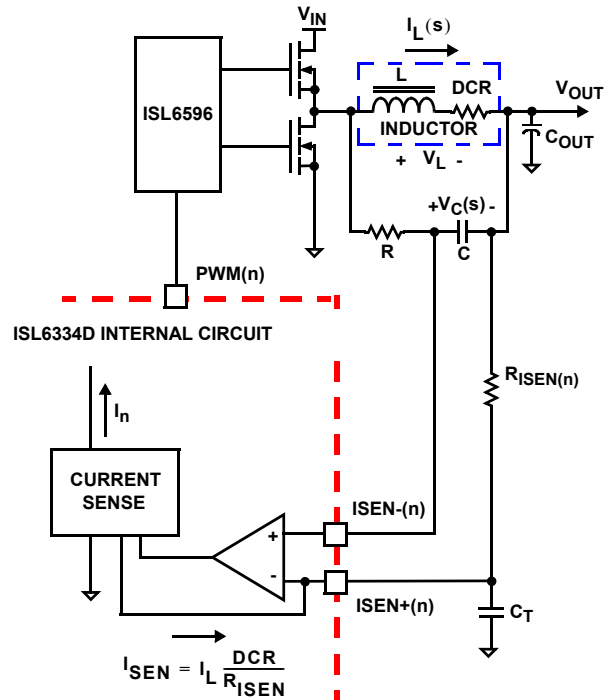 V_IN
I_L(s)
ISL6596
L
DCR
INDUCTOR
V_OUT
C_OUT
+ V_L -
+V_C(s) -
R
C
PWM(n)
ISL6334D INTERNAL CIRCUIT
R_ISEN(n)
I_n
CURRENT
SENSE
ISEN-(n)
+
-
ISEN+(n)
C_T
I_SEN = I_L DCR/R_ISEN